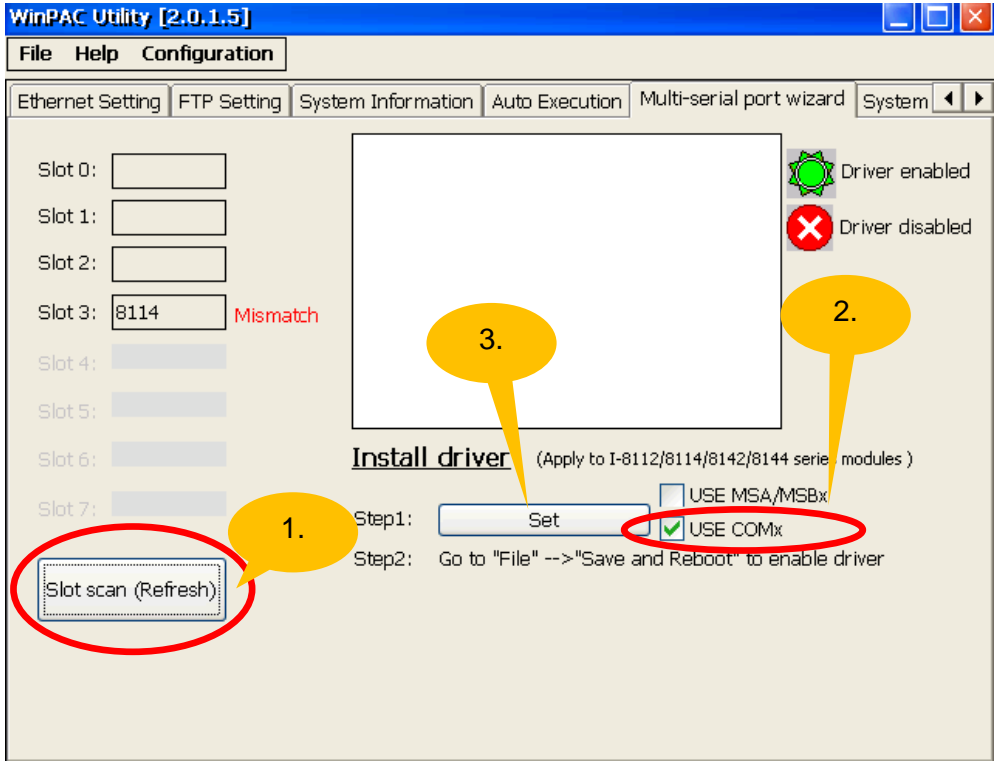 WinPAC Utility [2.0.1.5]
File Help Configuration
Ethernet Setting FTP Setting System Information Auto Execution Multi-serial port wizard System
Slot 0:
Driver enabled
Slot 1:
Driver disabled
Slot 2:
2.
Slot 3: 8114 Mismatch
3.
Slot 4:
Slot 5:
Slot 6:
Install driver (Apply to I-8112/8114/8142/8144 series modules )
USE MSA/MSBx
Slot 7:
1.
Step1: Set
USE COMx
Step2: Go to "File" -->"Save and Reboot" to enable driver
Slot scan (Refresh)